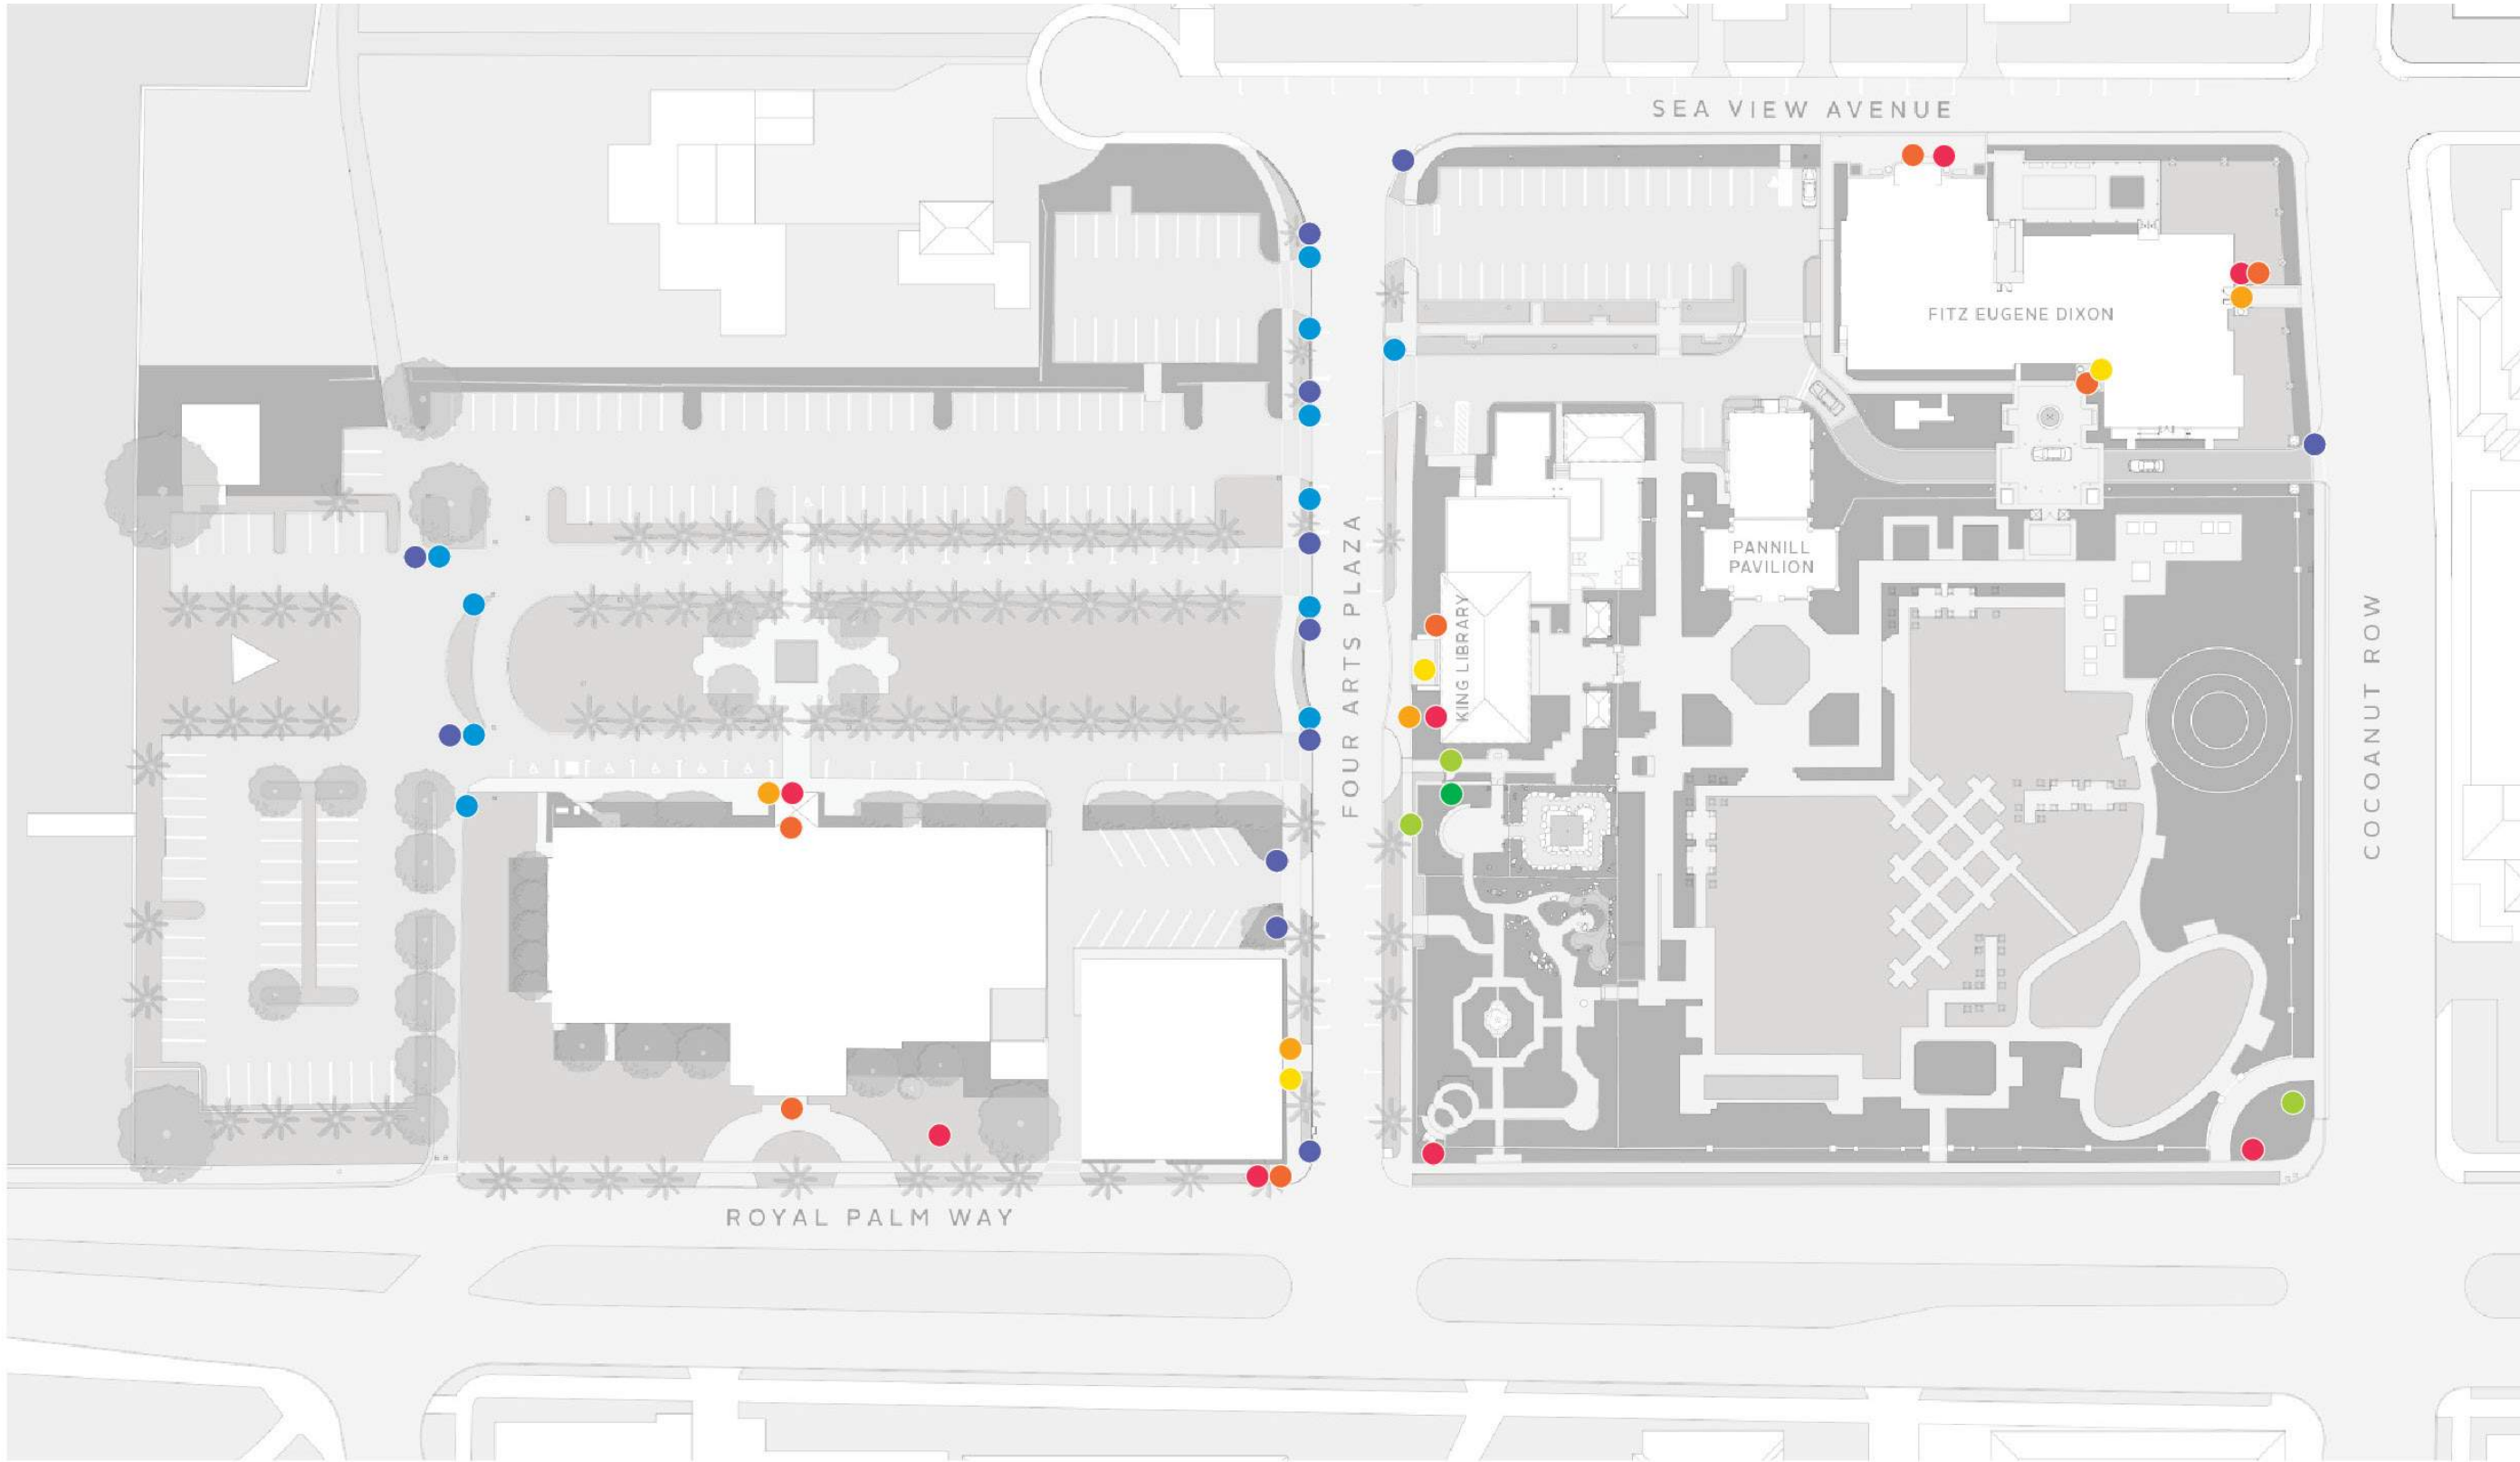 SEA VIEW AVENUE
FITZ EUGENE DIXON
PANNILL
PAVILION
KING LIBRARY
FOUR ARTS PLAZA
COCOANUT ROW
ROYAL PALM WAY